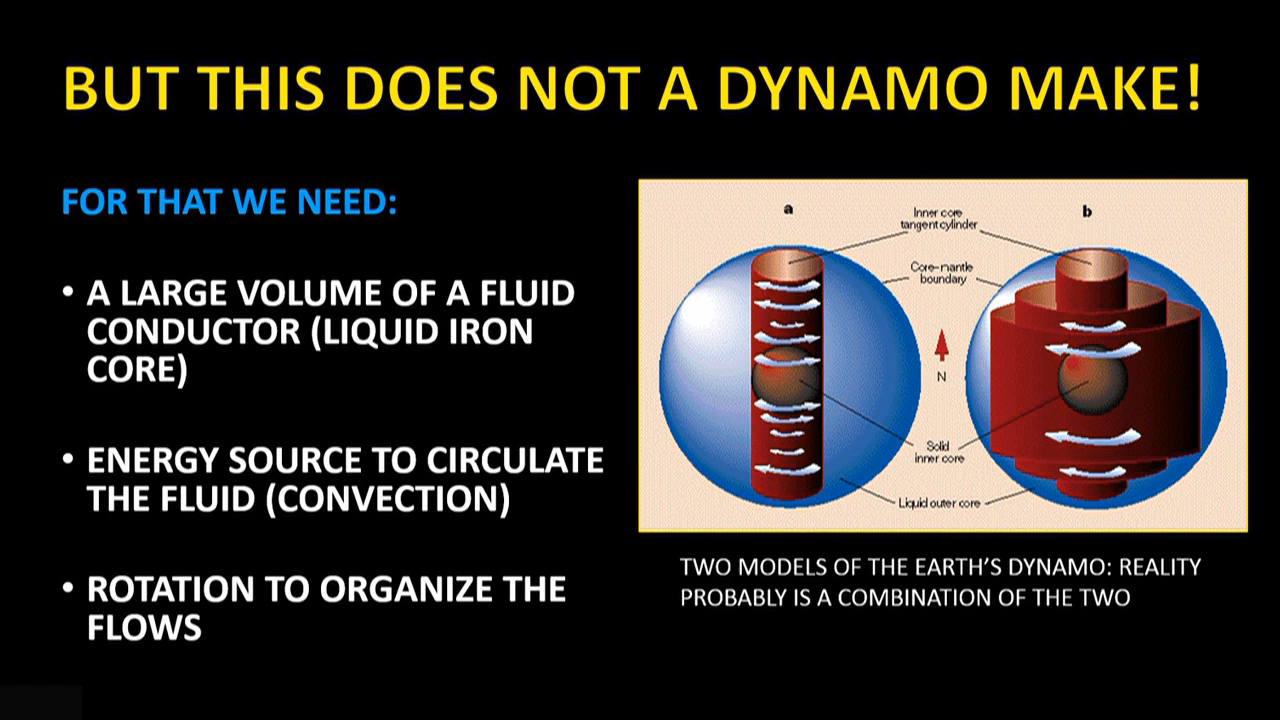 BUT THIS DOES NOT A DYNAMO MAKE!
FOR THAT WE NEED:
• A LARGE VOLUME OF A FLUID
CONDUCTOR (LIQUID IRON
CORE)
• ENERGY SOURCE TO CIRCULATE
THE FLUID (CONVECTION)
• ROTATION TO ORGANIZE THE
FLOWS
a
b
Inner core
tangent cylinder
Core-mantle
boundary
N
Solid
inner core
Liquid outer core
TWO MODELS OF THE EARTH'S DYNAMO: REALITY
PROBABLY IS A COMBINATION OF THE TWO